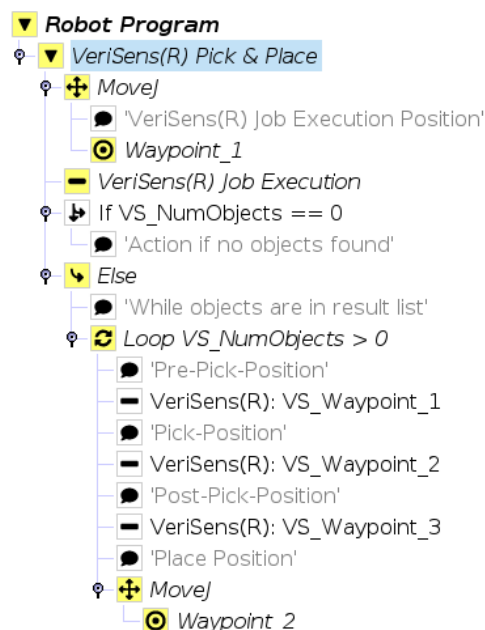 Robot Program
VeriSens(R) Pick & Place
MoveJ
'VeriSens(R) Job Execution Position'
Waypoint_1
VeriSens(R) Job Execution
If VS_NumObjects == 0
'Action if no objects found'
Else
'While objects are in result list'
Loop VS_NumObjects > 0
'Pre-Pick-Position'
VeriSens(R): VS_Waypoint_1
'Pick-Position'
VeriSens(R): VS_Waypoint_2
'Post-Pick-Position'
VeriSens(R): VS_Waypoint_3
'Place Position'
MoveJ
Waypoint_2